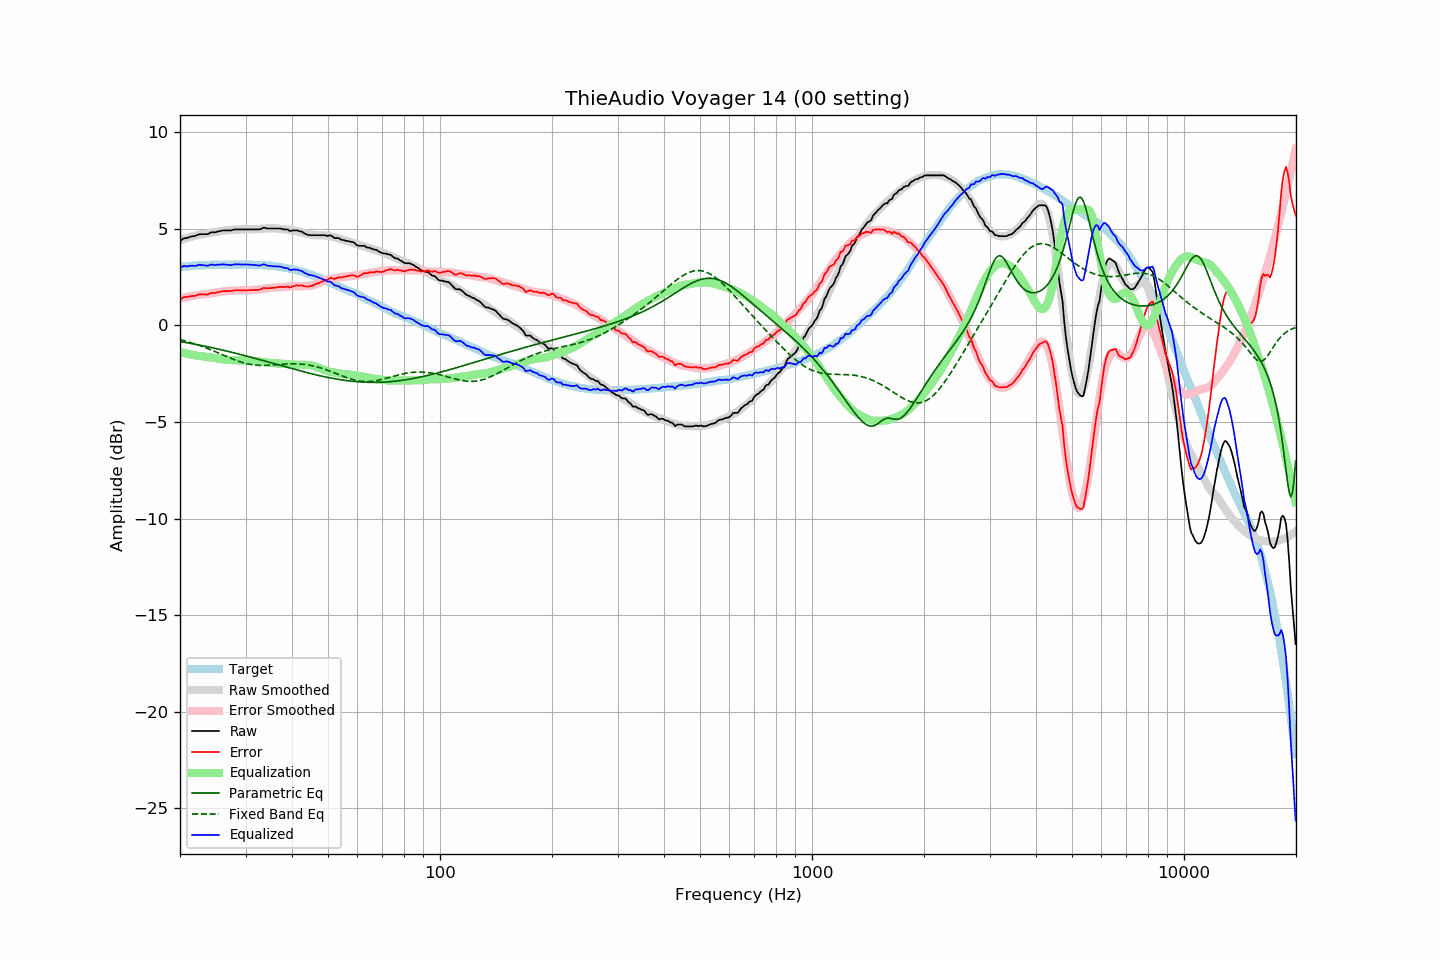 ThieAudio Voyager 14 (00 setting)
10
5
0
−5
−10
−15
−20
−25
Amplitude (dBr)
Target
Raw Smoothed
Error Smoothed
Raw
Error
Equalization
Parametric Eq
Fixed Band Eq
Equalized
100
1000
10000
Frequency (Hz)